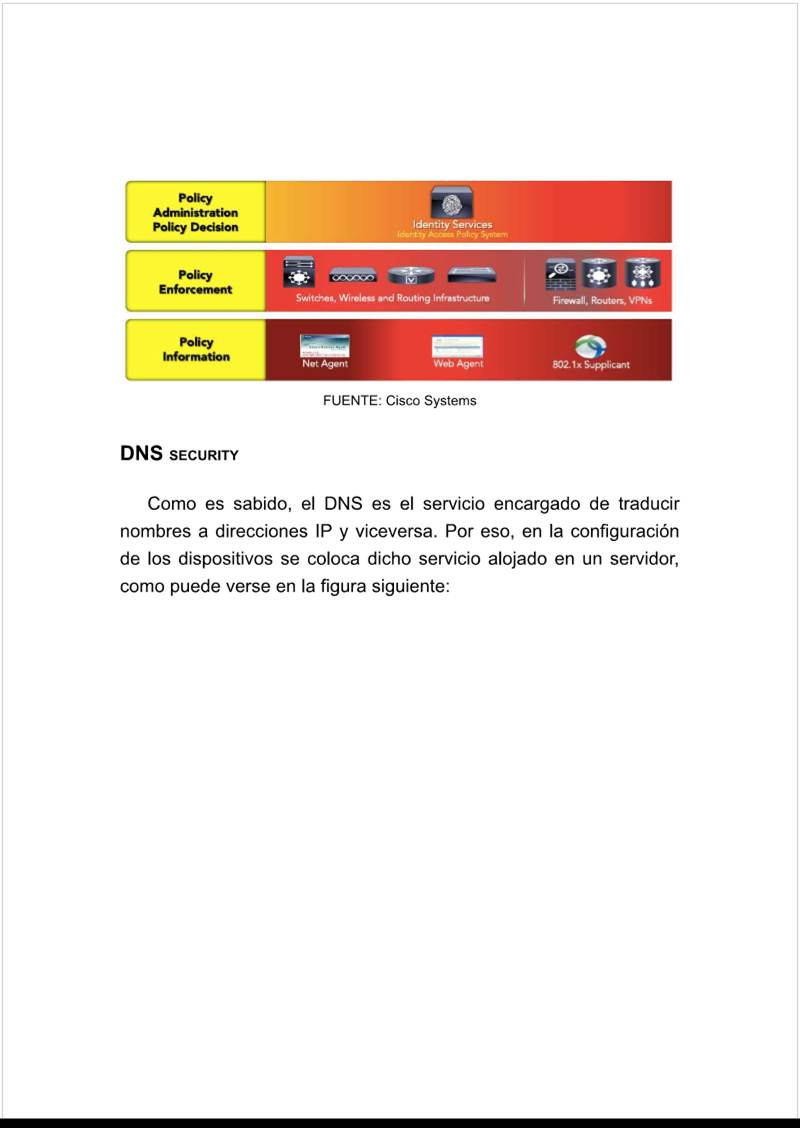 Policy
Administration
Policy Decision
Identity Services
Identity Access Policy System
Policy
Enforcement
Switches, Wireless and Routing Infrastructure
Firewall, Routers, VPNs
Policy
Information
Net Agent
Web Agent
802.1x Supplicant
FUENTE: Cisco Systems
DNS SECURITY
Como es sabido, el DNS es el servicio encargado de traducir
nombres a direcciones IP y viceversa. Por eso, en la configuración
de los dispositivos se coloca dicho servicio alojado en un servidor,
como puede verse en la figura siguiente: